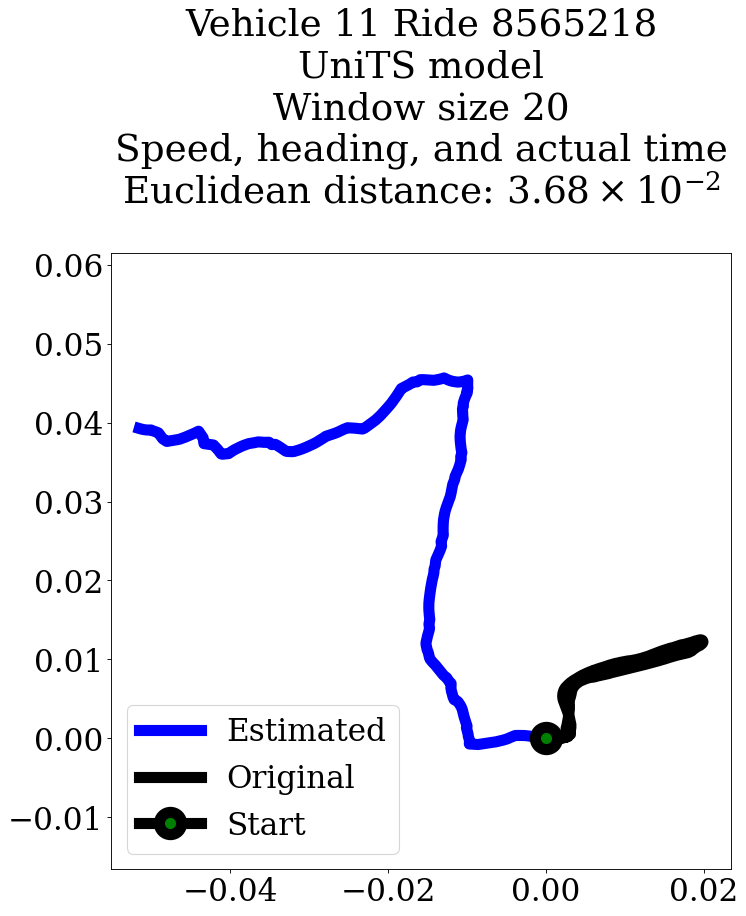 Vehicle 11 Ride 8565218
UniTS model
Window size 20
Speed, heading, and actual time
Euclidean distance: 3.68 × 10⁻²
0.06
0.05
0.04
0.03
0.02
0.01
0.00
−0.01
Estimated
Original
Start
−0.04
−0.02
0.00
0.02